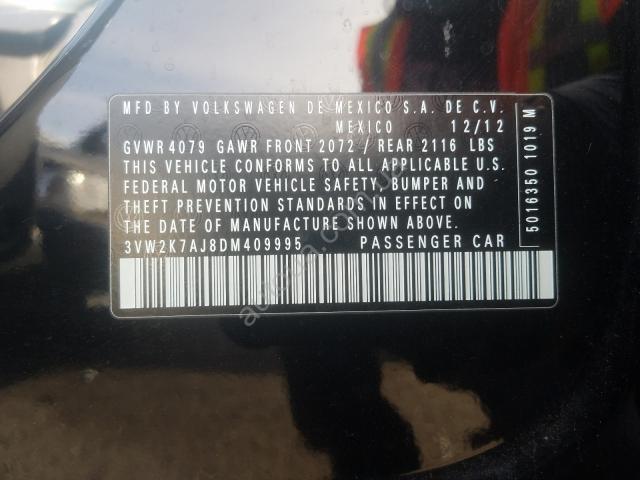 MFD BY VOLKSWAGEN DE MEXICO S.A. DE C.V.
MEXICO 12/12
GVWR 4079 GAWR FRONT 2072 / REAR 2116 LBS
THIS VEHICLE CONFORMS TO ALL APPLICABLE U.S.
FEDERAL MOTOR VEHICLE SAFETY, BUMPER AND
THEFT PREVENTION STANDARDS IN EFFECT ON
THE DATE OF MANUFACTURE SHOWN ABOVE.
3VW2K7AJ8DM409995 PASSENGER CAR
5016350 1019 M